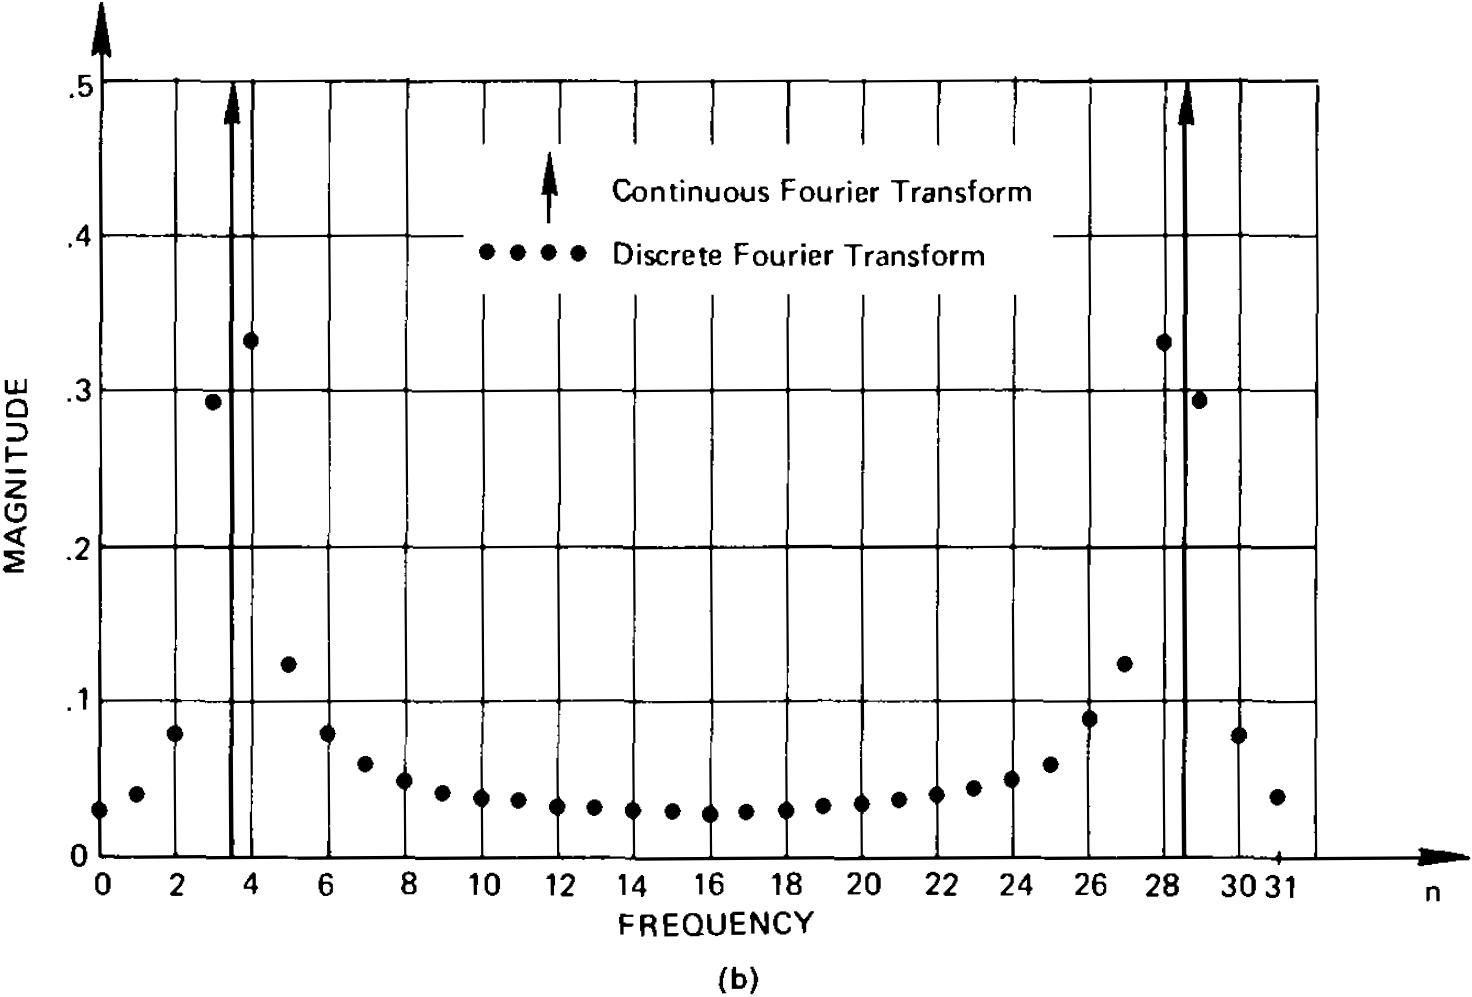 .5
Continuous Fourier Transform
.4
Discrete Fourier Transform
.3
MAGNITUDE
.2
.1
0
0 2 4 6 8 10 12 14 16 18 20 22 24 26 28 30 31
n
FREQUENCY
(b)